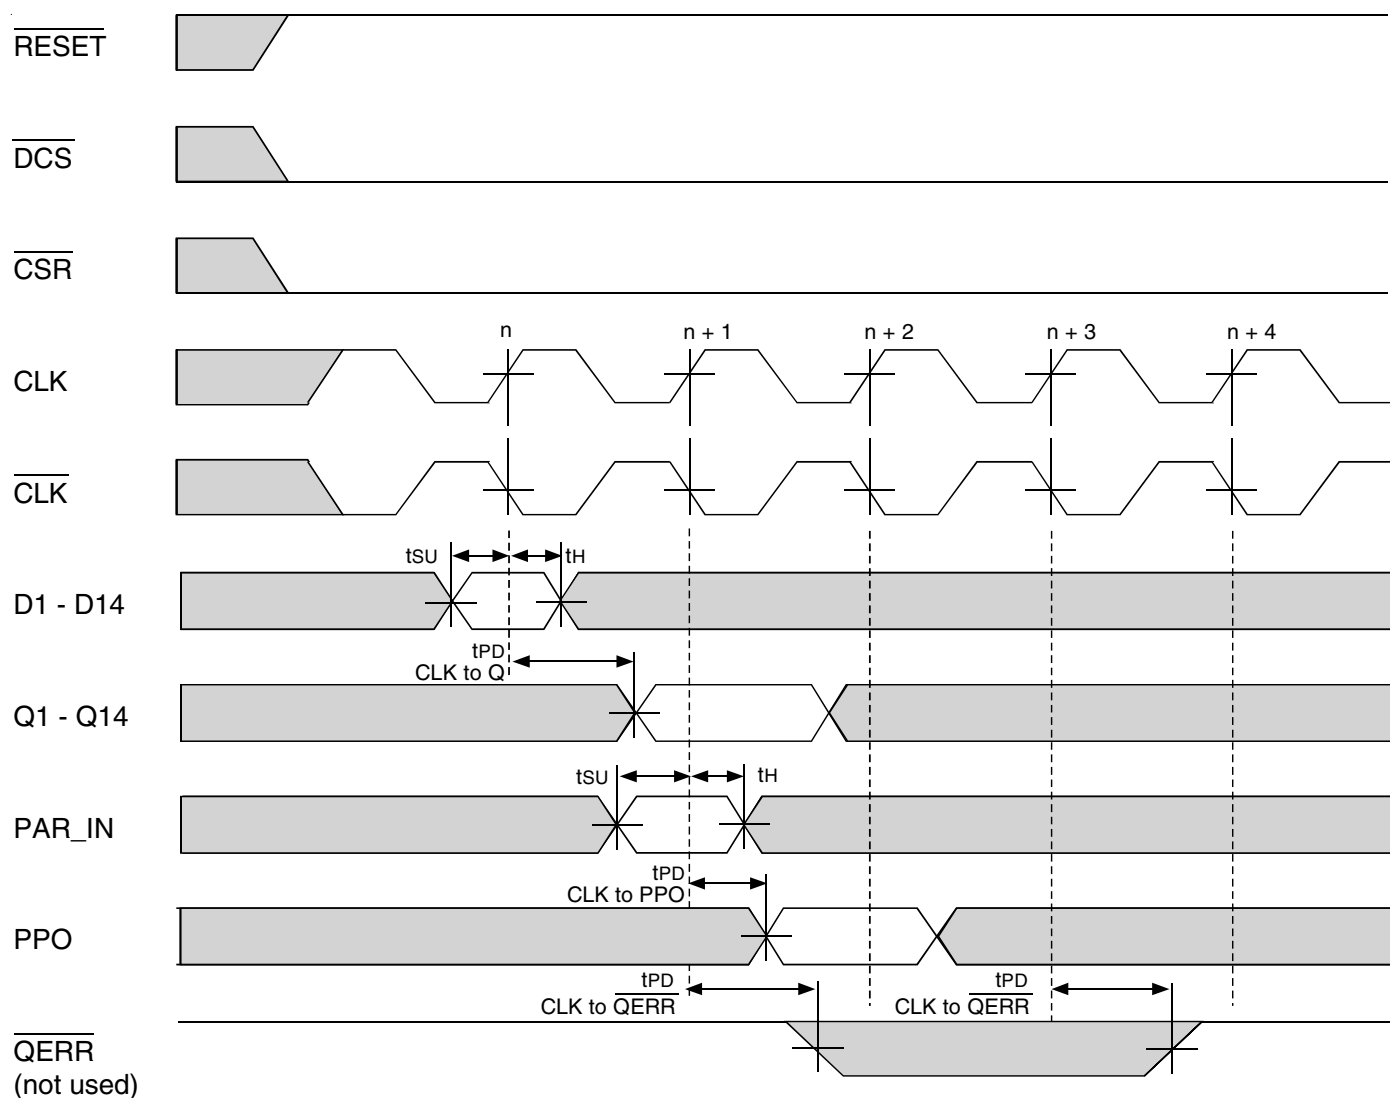 RESET
DCS
CSR
n n + 1 n + 2 n + 3 n + 4
CLK
CLK
tSU tH
D1 - D14
tPD
CLK to Q
Q1 - Q14
tSU tH
PAR_IN
tPD
CLK to PPO
PPO
tPD tPD
CLK to QERR CLK to QERR
QERR
(not used)